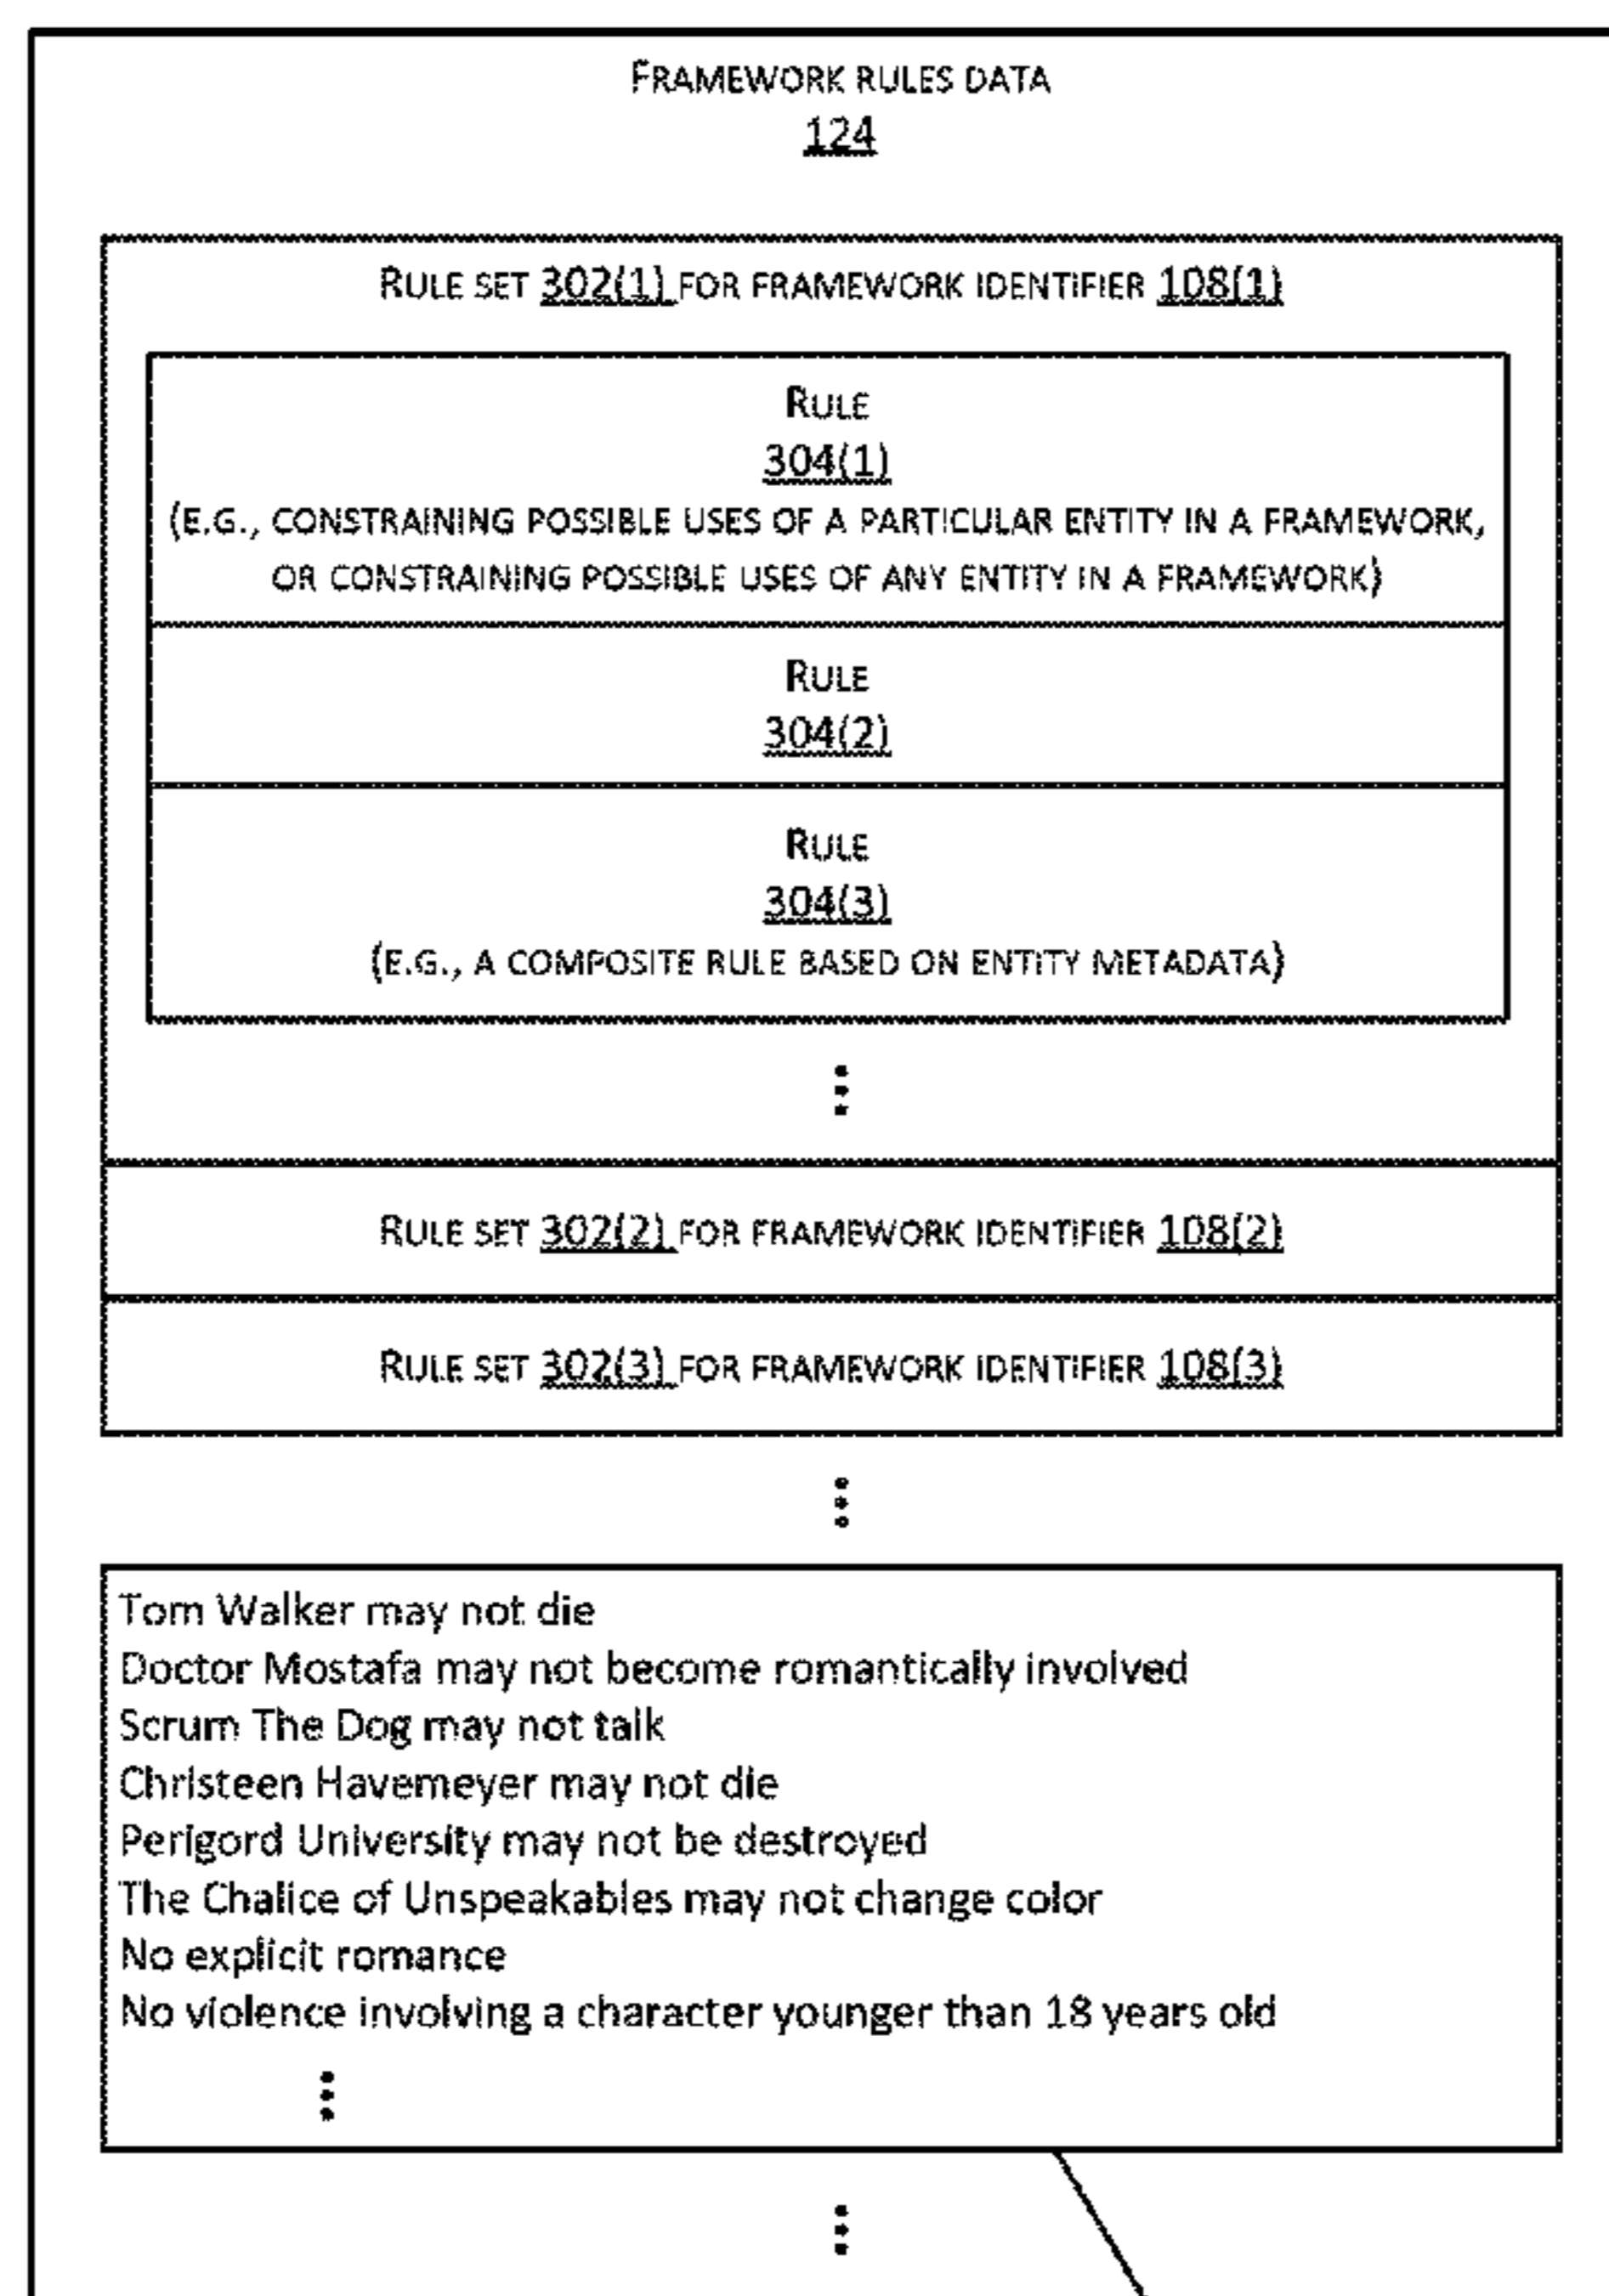 FRAMEWORK RULES DATA
124
RULE SET 302(1) FOR FRAMEWORK IDENTIFIER 108(1)
RULE
304(1)
(E.G., CONSTRAINING POSSIBLE USES OF A PARTICULAR ENTITY IN A FRAMEWORK,
OR CONSTRAINING POSSIBLE USES OF ANY ENTITY IN A FRAMEWORK)
RULE
304(2)
RULE
304(3)
(E.G., A COMPOSITE RULE BASED ON ENTITY METADATA)
RULE SET 302(2) FOR FRAMEWORK IDENTIFIER 108(2)
RULE SET 302(3) FOR FRAMEWORK IDENTIFIER 108(3)
Tom Walker may not die
Doctor Mostafa may not become romantically involved
Scrum The Dog may not talk
Christeen Havemeyer may not die
Perigord University may not be destroyed
The Chalice of Unspeakables may not change color
No explicit romance
No violence involving a character younger than 18 years old